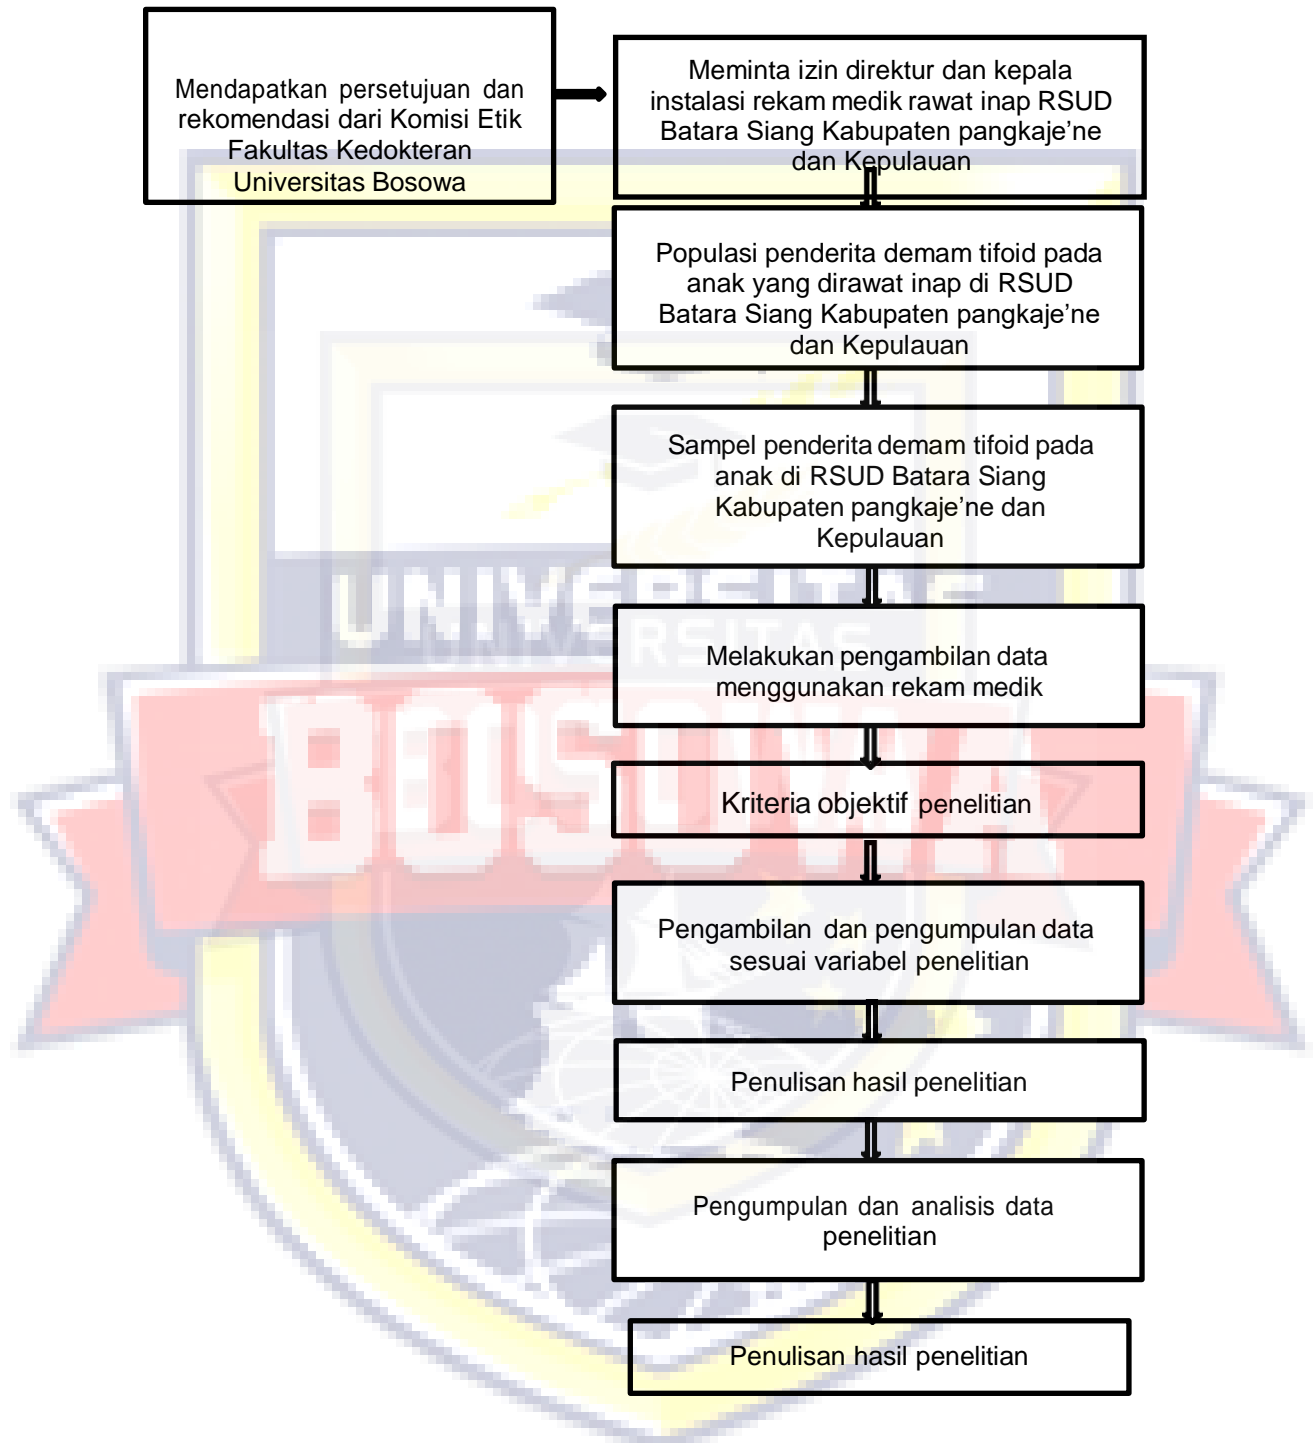 Mendapatkan persetujuan dan
rekomendasi dari Komisi Etik
Fakultas Kedokteran
Universitas Bosowa
Meminta izin direktur dan kepala
instalasi rekam medik rawat inap RSUD
Batara Siang Kabupaten pangkaje’ne
dan Kepulauan
Populasi penderita demam tifoid pada
anak yang dirawat inap di RSUD
Batara Siang Kabupaten pangkaje’ne
dan Kepulauan
Sampel penderita demam tifoid pada
anak di RSUD Batara Siang
Kabupaten pangkaje’ne dan
Kepulauan
UNIVERSITAS
UNIVERSITAS
Melakukan pengambilan data
menggunakan rekam medik
BOSOWA
BOSOWA
Kriteria objektif penelitian
Pengambilan dan pengumpulan data
sesuai variabel penelitian
Penulisan hasil penelitian
Pengumpulan dan analisis data
penelitian
Penulisan hasil penelitian